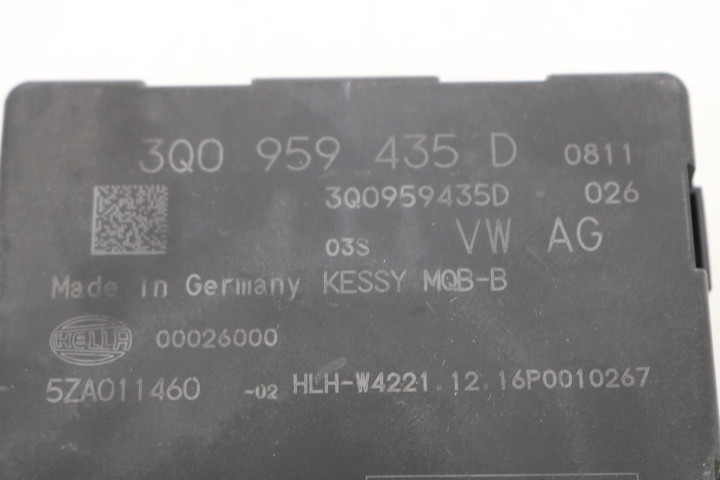 3Q0 959 435 D 0811
3Q0959435D 026
03S VW AG
Made in Germany KESSY MQB-B
HELLA 00026000
5ZA011460 -02 HLH-W4221.12.16P0010267